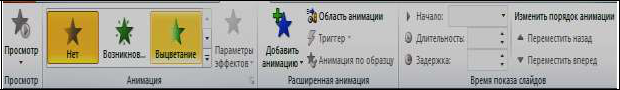 Просмотр
Просмотр
Нет
Возникнов...
Выцветание
Параметры
эффектов
Анимация
Добавить
анимацию
Область анимации
Триггер
Анимация по образцу
Расширенная анимация
Начало:
Длительность:
Задержка:
Изменить порядок анимации
Переместить назад
Переместить вперед
Время показа слайдов